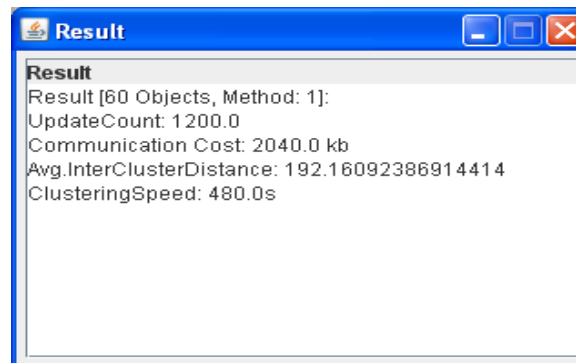 Result
Result
Result [60 Objects, Method: 1]:
UpdateCount: 1200.0
Communication Cost: 2040.0 kb
Avg.InterClusterDistance: 192.16092386914414
ClusteringSpeed: 480.0s